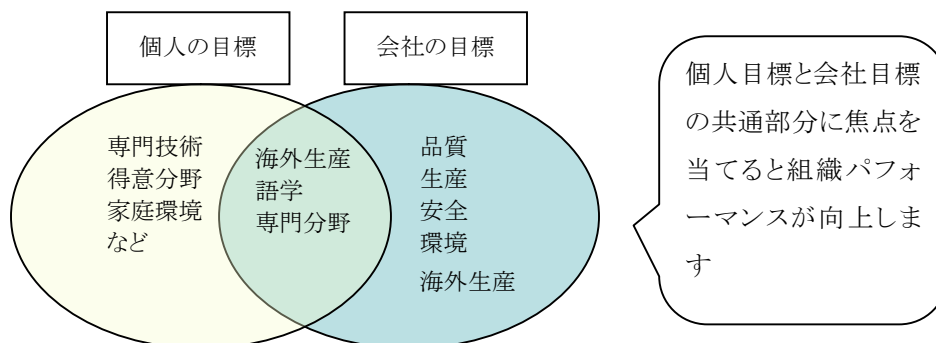 個人の目標
会社の目標
専門技術
得意分野
家庭環境
など
海外生産
語学
専門分野
品質
生産
安全
環境
海外生産
個人目標と会社目標
の共通部分に焦点を
当てると組織パフォ
ーマンスが向上しま
す